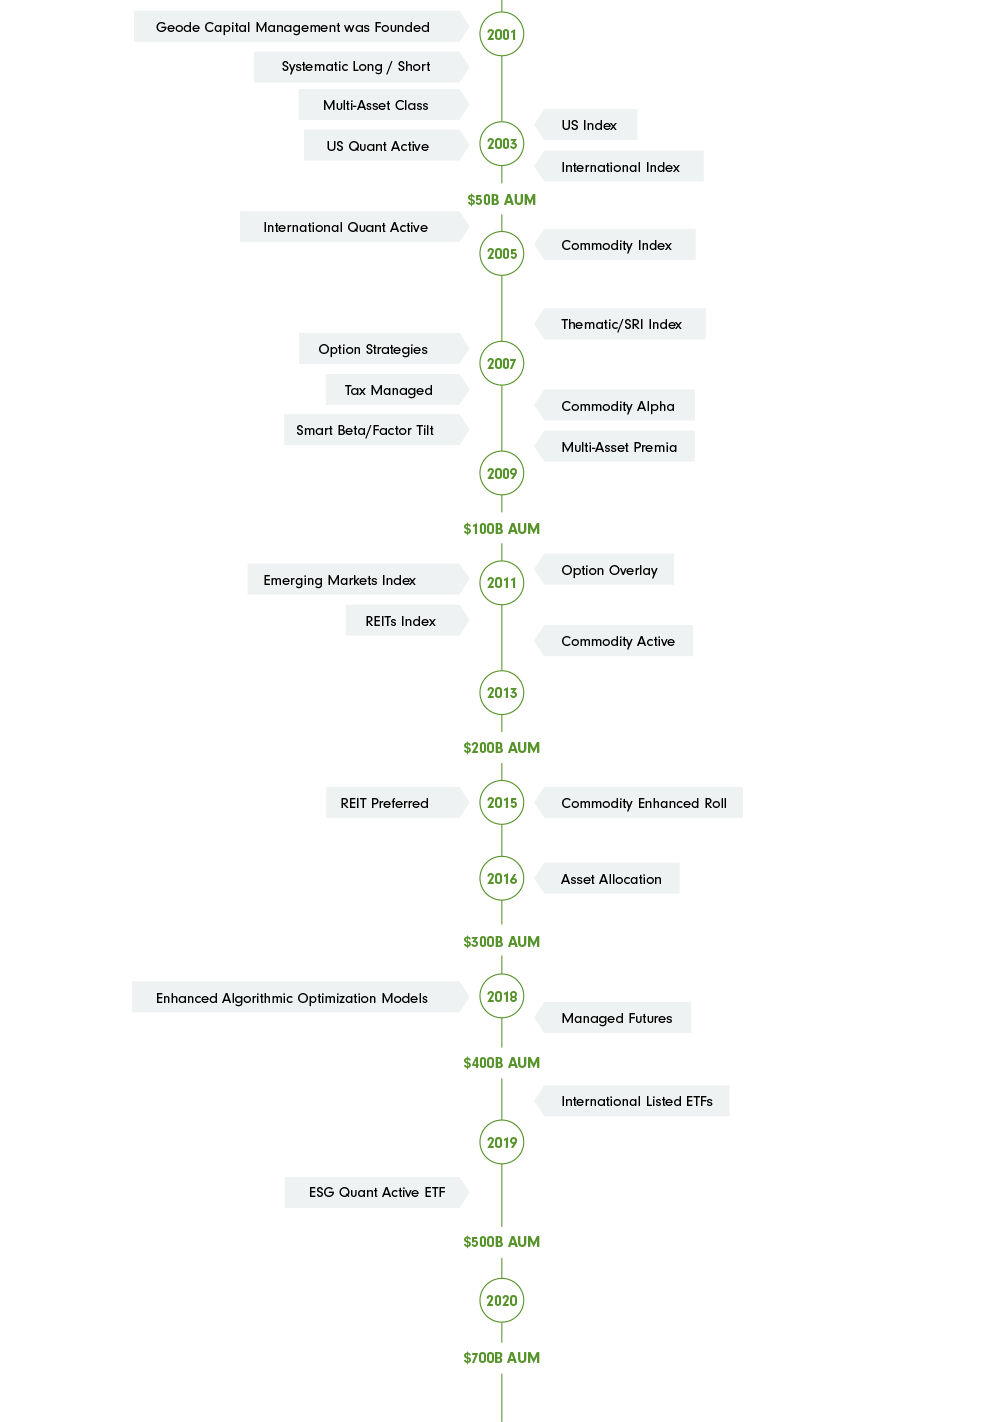 Geode Capital Management was Founded
2001
Systematic Long / Short
Multi-Asset Class
US Index
2003
US Quant Active
International Index
$50B AUM
International Quant Active
Commodity Index
2005
Thematic/SRI Index
Option Strategies
2007
Tax Managed
Commodity Alpha
Smart Beta/Factor Tilt
Multi-Asset Premia
2009
$100B AUM
Option Overlay
Emerging Markets Index
2011
REITs Index
Commodity Active
2013
$200B AUM
REIT Preferred
2015
Commodity Enhanced Roll
2016
Asset Allocation
$300B AUM
Enhanced Algorithmic Optimization Models
2018
Managed Futures
$400B AUM
International Listed ETFs
2019
ESG Quant Active ETF
$500B AUM
2020
$700B AUM